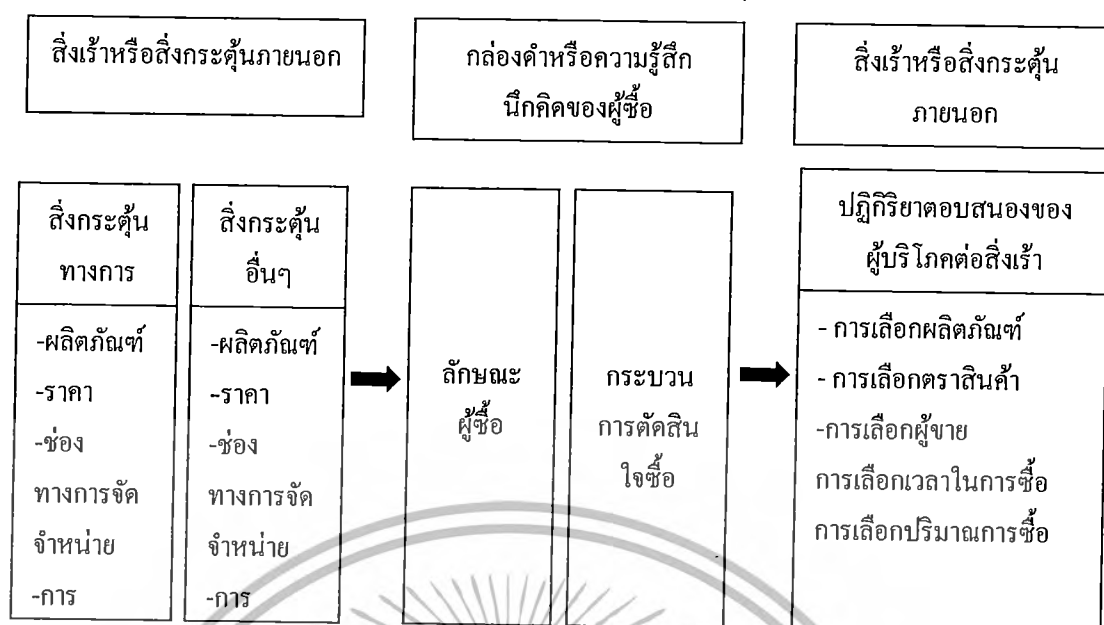 สิ่งเร้าหรือสิ่งกระตุ้นภายนอก
กล่องดำหรือความรู้สึก
นึกคิดของผู้ซื้อ
สิ่งเร้าหรือสิ่งกระตุ้น
ภายนอก
สิ่งกระตุ้น
ทางการ
-ผลิตภัณฑ์
-ราคา
-ช่อง
ทางการจัด
จำหน่าย
-การ
สิ่งกระตุ้น
อื่นๆ
-ผลิตภัณฑ์
-ราคา
-ช่อง
ทางการจัด
จำหน่าย
-การ
ลักษณะ
ผู้ซื้อ
กระบวน
การตัดสิน
ใจซื้อ
ปฏิกิริยาตอบสนองของ
ผู้บริโภคต่อสิ่งเร้า
- การเลือกผลิตภัณฑ์
- การเลือกตราสินค้า
-การเลือกผู้ขาย
การเลือกเวลาในการซื้อ
การเลือกปริมาณการซื้อ